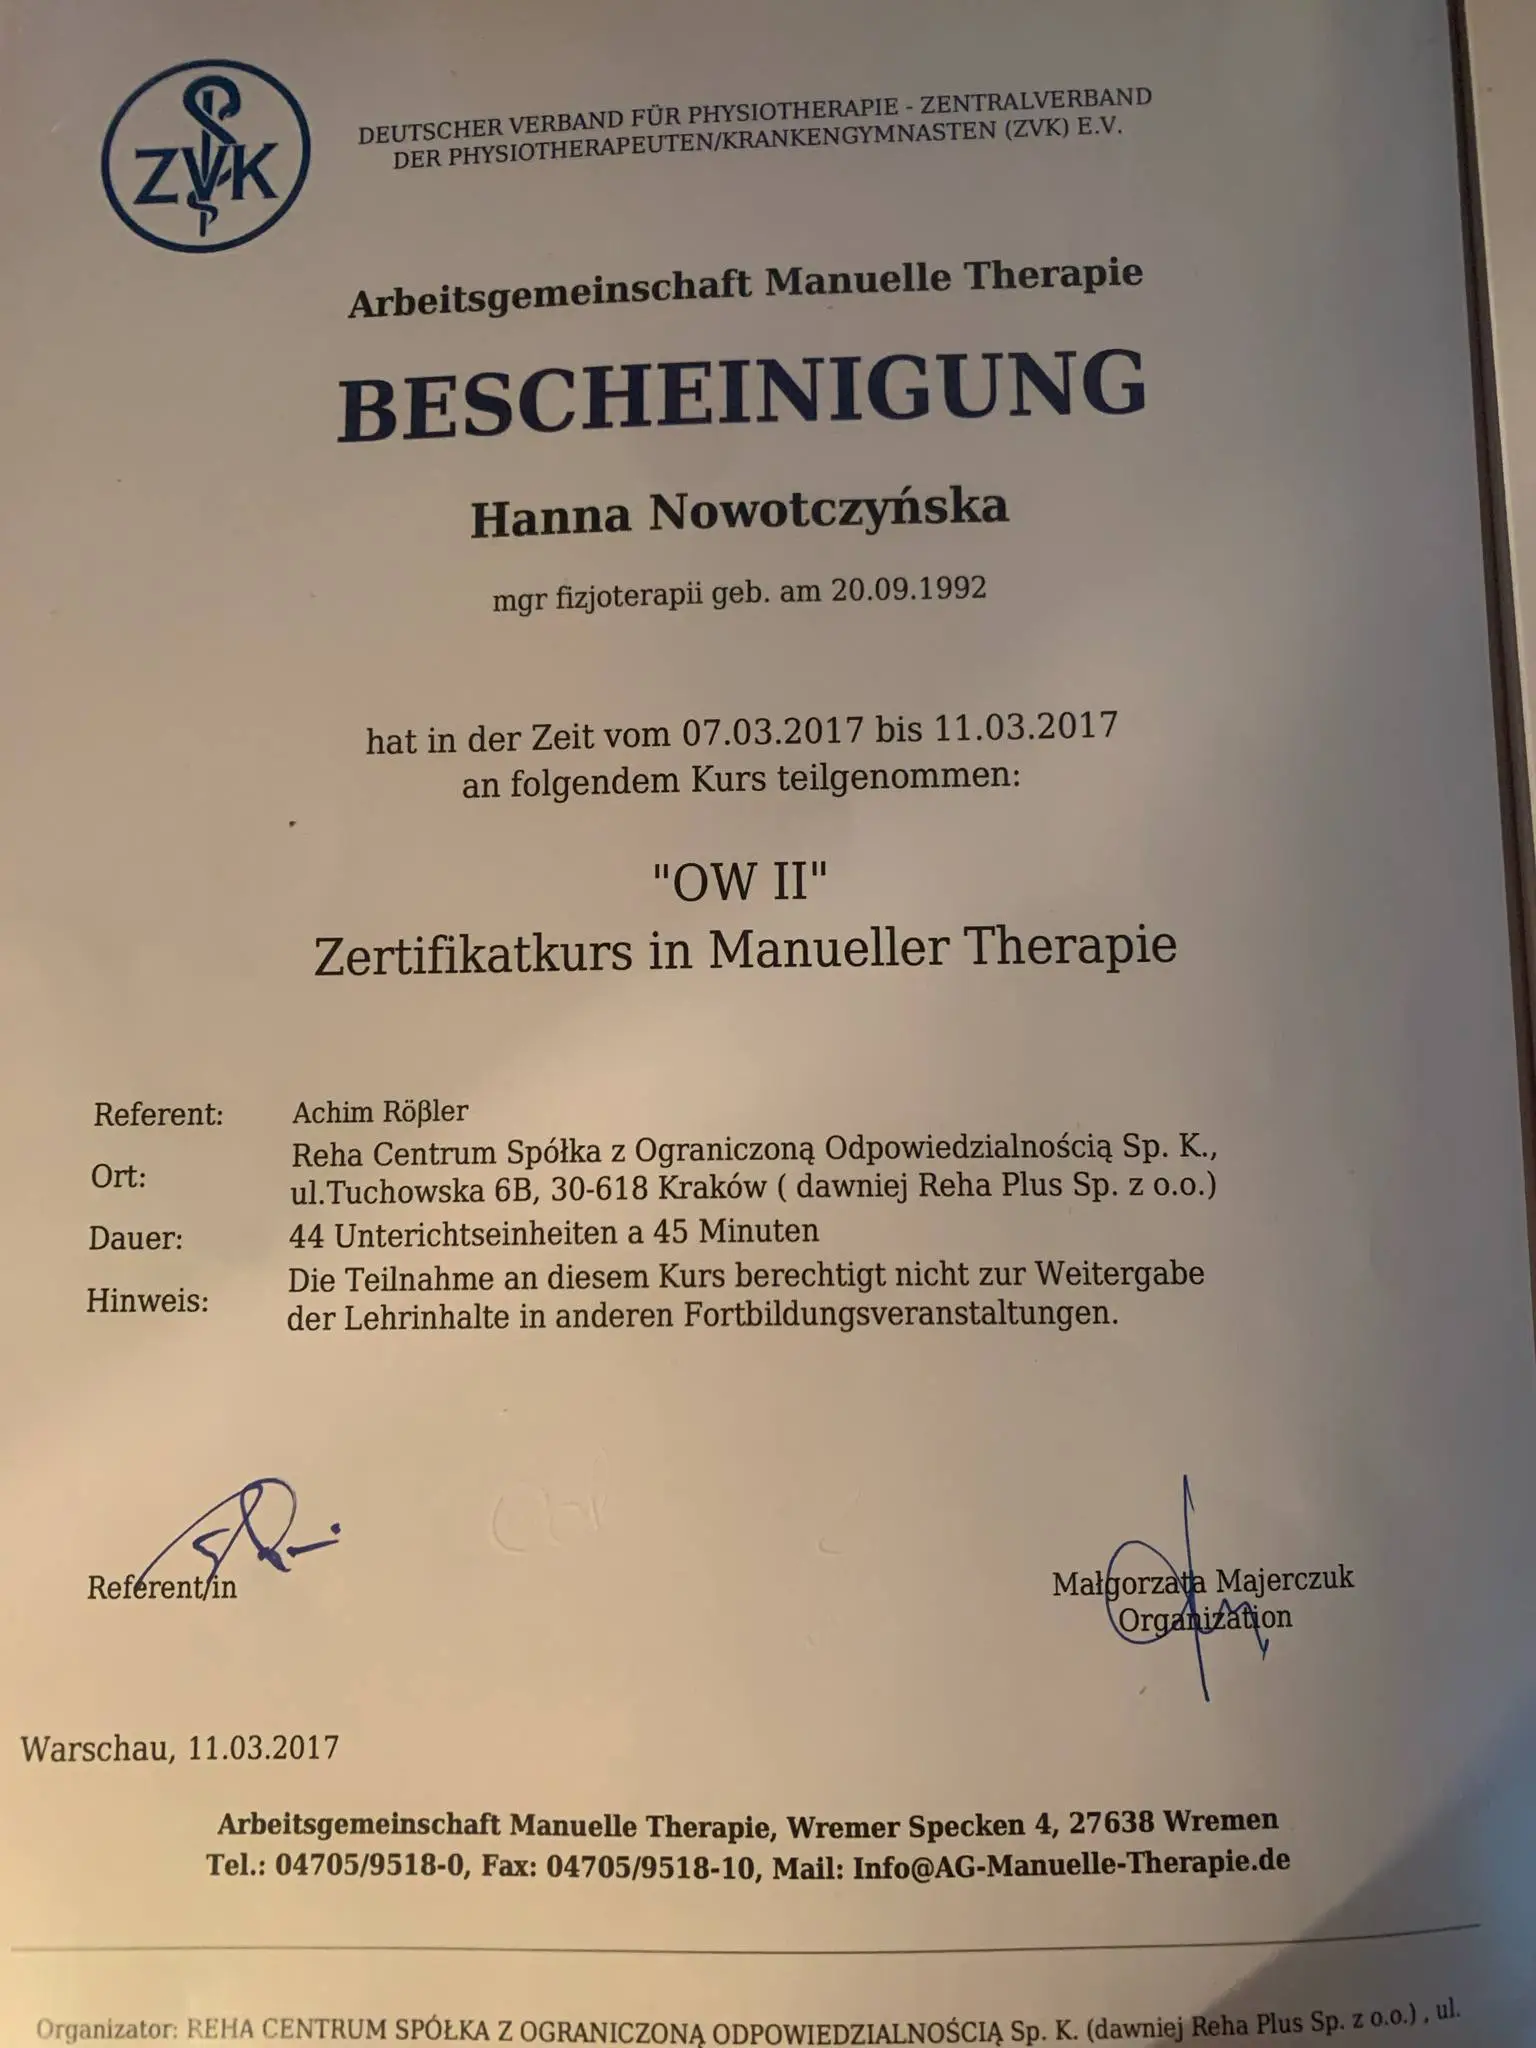 ZVK
DEUTSCHER VERBAND FÜR PHYSIOTHERAPIE - ZENTRALVERBAND
DER PHYSIOTHERAPEUTEN/KRANKENGYMNASTEN (ZVK) E.V.
Arbeitsgemeinschaft Manuelle Therapie
BESCHEINIGUNG
Hanna Nowotczyńska
mgr fizjoterapii geb. am 20.09.1992
hat in der Zeit vom 07.03.2017 bis 11.03.2017
an folgendem Kurs teilgenommen:
"OW II"
Zertifikatkurs in Manueller Therapie
Referent: Achim Rößler
Ort: Reha Centrum Spółka z Ograniczoną Odpowiedzialnością Sp. K.,
ul.Tuchowska 6B, 30-618 Kraków ( dawniej Reha Plus Sp. z o.o.)
Dauer: 44 Unterichtseinheiten a 45 Minuten
Hinweis: Die Teilnahme an diesem Kurs berechtigt nicht zur Weitergabe
der Lehrinhalte in anderen Fortbildungsveranstaltungen.
Referent/in
Małgorzata Majerczuk
Organization
Warschau, 11.03.2017
Arbeitsgemeinschaft Manuelle Therapie, Wremer Specken 4, 27638 Wremen
Tel.: 04705/9518-0, Fax: 04705/9518-10, Mail: Info@AG-Manuelle-Therapie.de
Organizator: REHA CENTRUM SPÓŁKA Z OGRANICZONĄ ODPOWIEDZIALNOŚCIĄ Sp. K. (dawniej Reha Plus Sp. z o.o.) , ul.